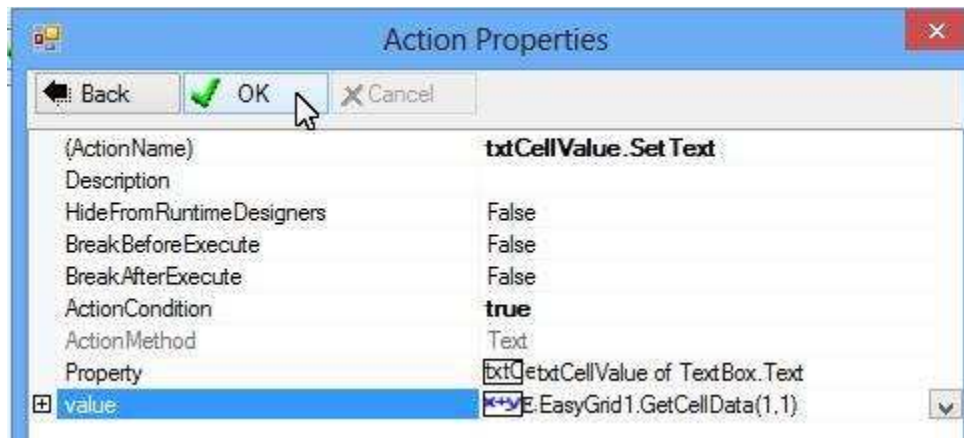 Action Properties
Back OK Cancel
(ActionName) txtCellValue.SetText
Description
HideFromRuntimeDesigners False
BreakBeforeExecute False
BreakAfterExecute False
ActionCondition true
ActionMethod Text
Property txtCellValue of TextBox.Text
value x+y EasyGrid1.GetCellData(1,1)